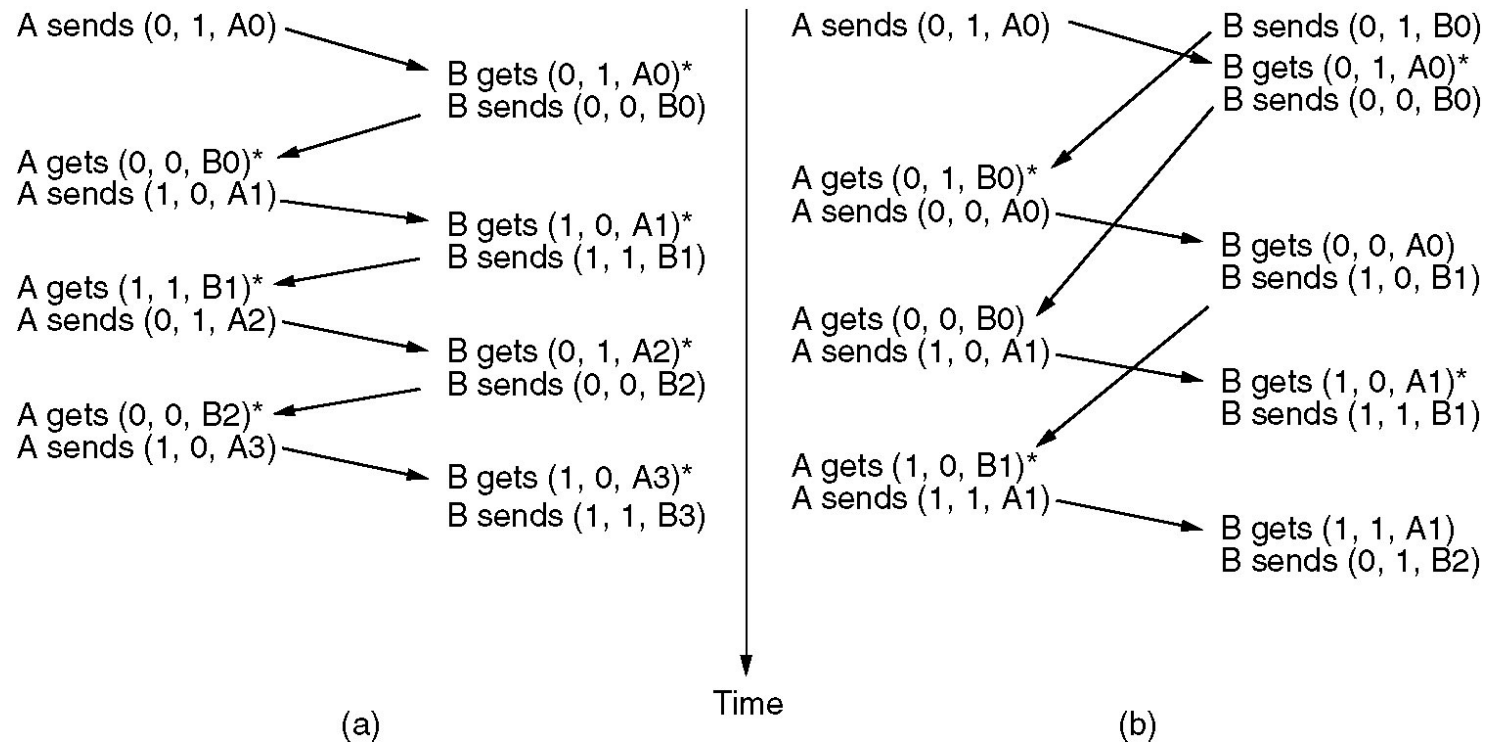 A sends (0, 1, A0)
B gets (0, 1, A0)*
B sends (0, 0, B0)
A gets (0, 0, B0)*
A sends (1, 0, A1)
B gets (1, 0, A1)*
B sends (1, 1, B1)
A gets (1, 1, B1)*
A sends (0, 1, A2)
B gets (0, 1, A2)*
B sends (0, 0, B2)
A gets (0, 0, B2)*
A sends (1, 0, A3)
B gets (1, 0, A3)*
B sends (1, 1, B3)
(a)
Time
A sends (0, 1, A0)
B sends (0, 1, B0)
B gets (0, 1, A0)*
B sends (0, 0, B0)
A gets (0, 1, B0)*
A sends (0, 0, A0)
B gets (0, 0, A0)
B sends (1, 0, B1)
A gets (0, 0, B0)
A sends (1, 0, A1)
B gets (1, 0, A1)*
B sends (1, 1, B1)
A gets (1, 0, B1)*
A sends (1, 1, A1)
B gets (1, 1, A1)
B sends (0, 1, B2)
(b)